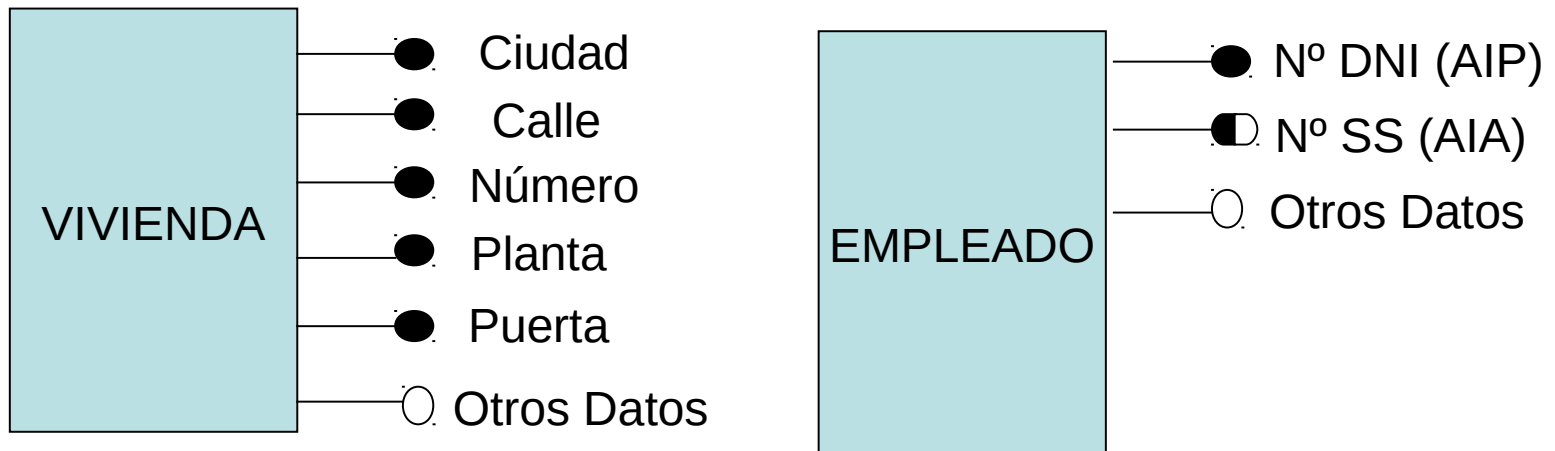 VIVIENDA
Ciudad
Calle
Número
Planta
Puerta
Otros Datos
EMPLEADO
Nº DNI (AIP)
Nº SS (AIA)
Otros Datos